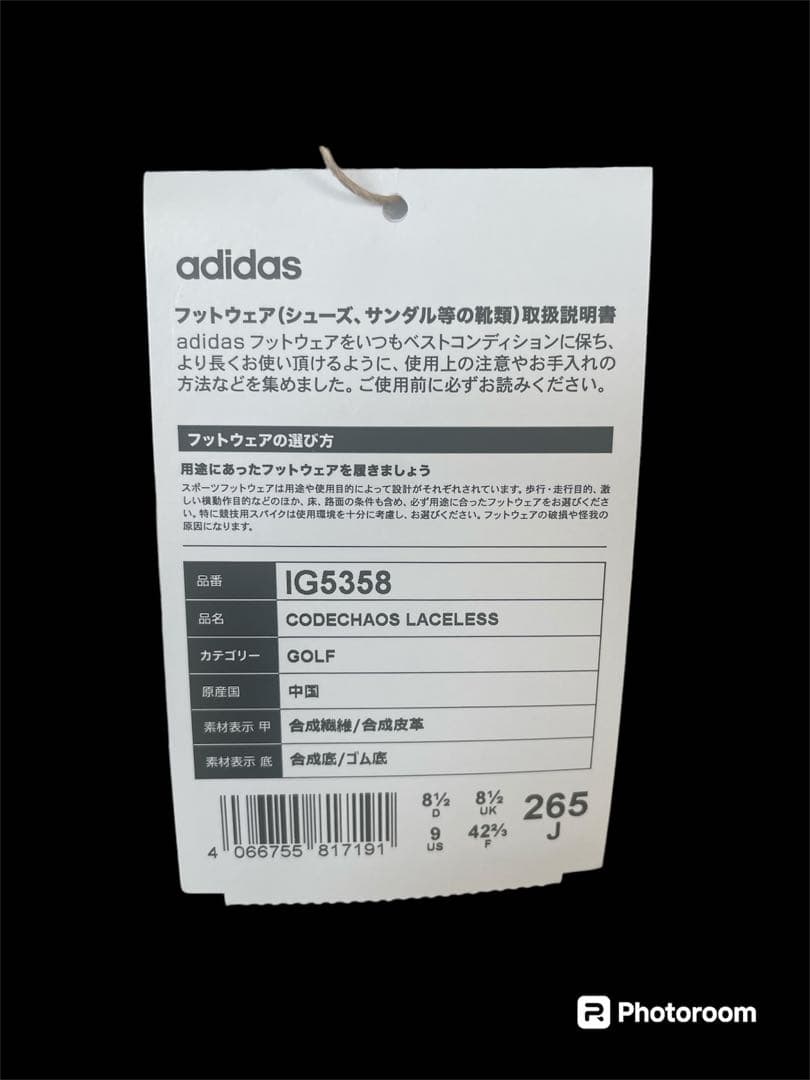 adidas
フットウェア(シューズ、サンダル等の靴類)取扱説明書
adidas フットウェアをいつもベストコンディションに保ち、
より長くお使い頂けるように、使用上の注意やお手入れの
方法などを集めました。ご使用前に必ずお読みください。
フットウェアの選び方
用途にあったフットウェアを履きましょう
スポーツフットウェアは用途や使用目的によって設計がそれぞれされています。歩行・走行目的、激
しい横動作目的などのほか、床、路面の条件も含め、必ず用途に合ったフットウェアをお選びくださ
い。特に競技用スパイクは使用環境を十分に考慮し、お選びください。フットウェアの破損や怪我の
原因になります。
品番 IG5358
品名 CODECHAOS LACELESS
カテゴリー GOLF
原産国 中国
素材表示 甲 合成繊維/合成皮革
素材表示 底 合成底/ゴム底
8½ 8½ 265
D UK J
9 42⅔
US F
4 066755 817191
Photoroom